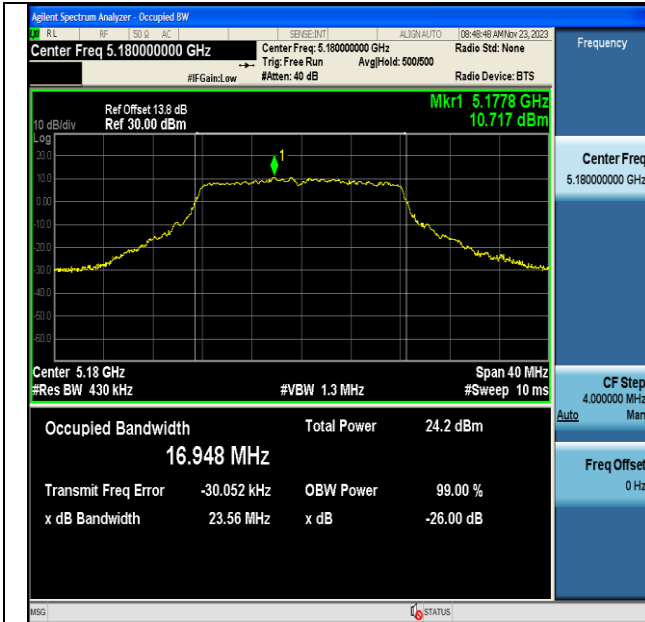 Agilent Spectrum Analyzer - Occupied BW
RL RF 50 Ω AC SENSE:INT ALIGN AUTO 08:48:48 AM Nov 23, 2023
Center Freq 5.180000000 GHz Center Freq: 5.180000000 GHz Radio Std: None Frequency
Trig: Free Run Avg|Hold: 500/500
#IFGain:Low #Atten: 40 dB Radio Device: BTS
Ref Offset 13.8 dB Mkr1 5.1778 GHz
10 dB/div Ref 30.00 dBm 10.717 dBm
Log
20.0
1
10.0
0.00
-10.0
-20.0
-30.0
-40.0
-50.0
-60.0
Center Freq
5.180000000 GHz
Center 5.18 GHz Span 40 MHz
#Res BW 430 kHz #VBW 1.3 MHz #Sweep 10 ms
CF Step
4.000000 MHz
Auto Man
Occupied Bandwidth Total Power 24.2 dBm
16.948 MHz
Transmit Freq Error -30.052 kHz OBW Power 99.00 %
x dB Bandwidth 23.56 MHz x dB -26.00 dB
Freq Offset
0 Hz
MSG STATUS